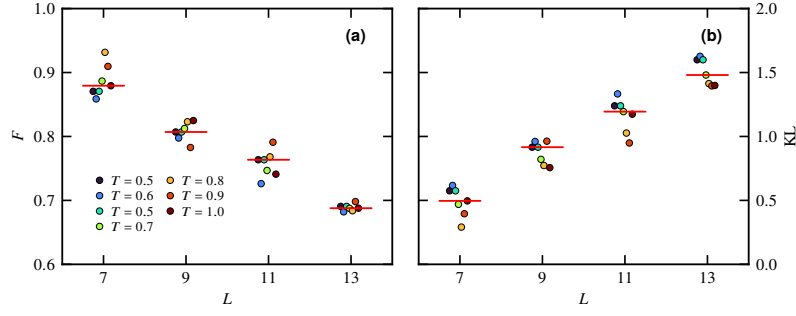 1.0
0.9
0.8
0.7
0.6
F
7
9
11
13
L
(a)
T = 0.5
T = 0.6
T = 0.5
T = 0.7
T = 0.8
T = 0.9
T = 1.0
(b)
7
9
11
13
L
2.0
1.5
1.0
0.5
0.0
KL